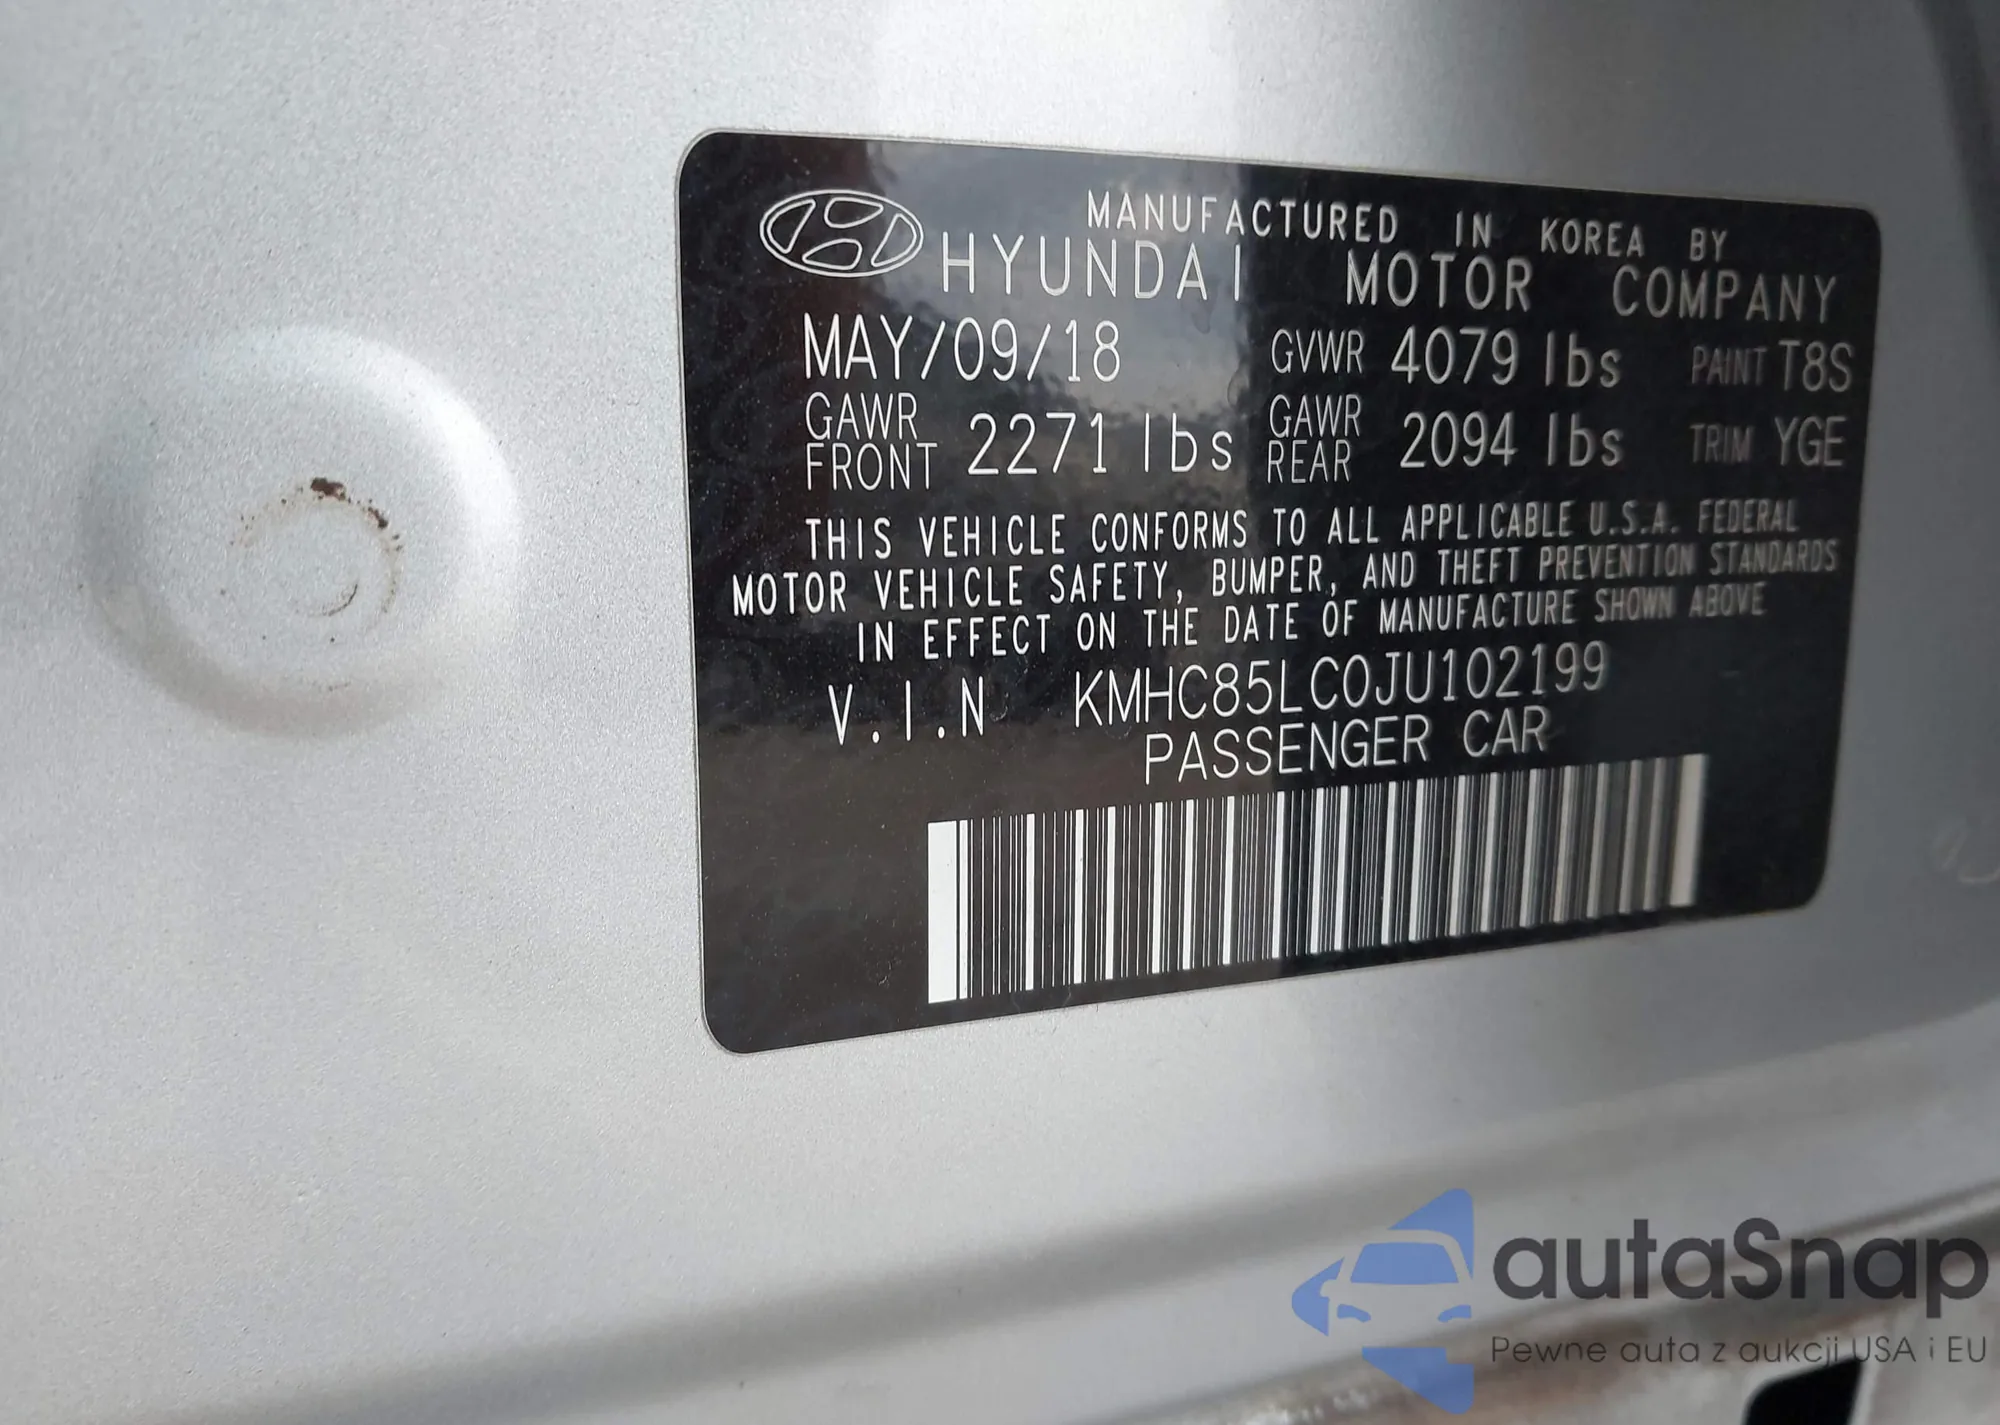 MANUFACTURED IN KOREA BY
HYUNDAI MOTOR COMPANY
MAY/09/18 GVWR 4079 lbs PAINT T8S
GAWR FRONT 2271 lbs GAWR REAR 2094 lbs TRIM YGE
THIS VEHICLE CONFORMS TO ALL APPLICABLE U.S.A. FEDERAL
MOTOR VEHICLE SAFETY, BUMPER, AND THEFT PREVENTION STANDARDS
IN EFFECT ON THE DATE OF MANUFACTURE SHOWN ABOVE
V.I.N KMHC85LC0JU102199
PASSENGER CAR
autaSnap
Pewne auta z aukcji USA i EU